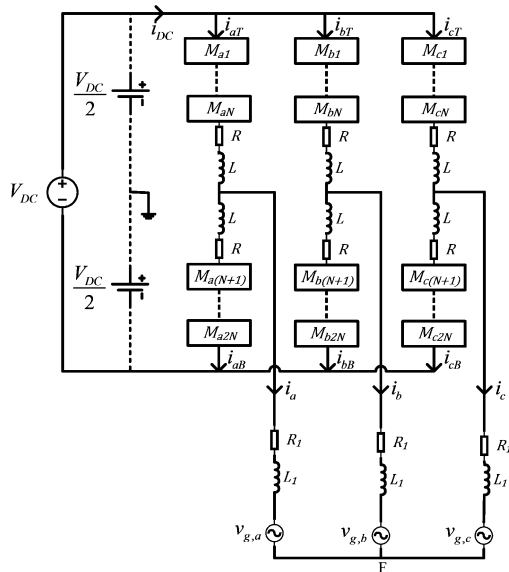 i_DC i_aT i_bT i_cT
M_a1 M_b1 M_c1
V_DC/2 + -
M_aN M_bN M_cN
R R R
L L L
V_DC + -
L L L
R R R
V_DC/2 + -
M_a(N+1) M_b(N+1) M_c(N+1)
M_a2N M_b2N M_c2N
i_aB i_bB i_cB
i_a i_b i_c
R_1 R_1 R_1
L_1 L_1 L_1
v_g,a v_g,b v_g,c
F